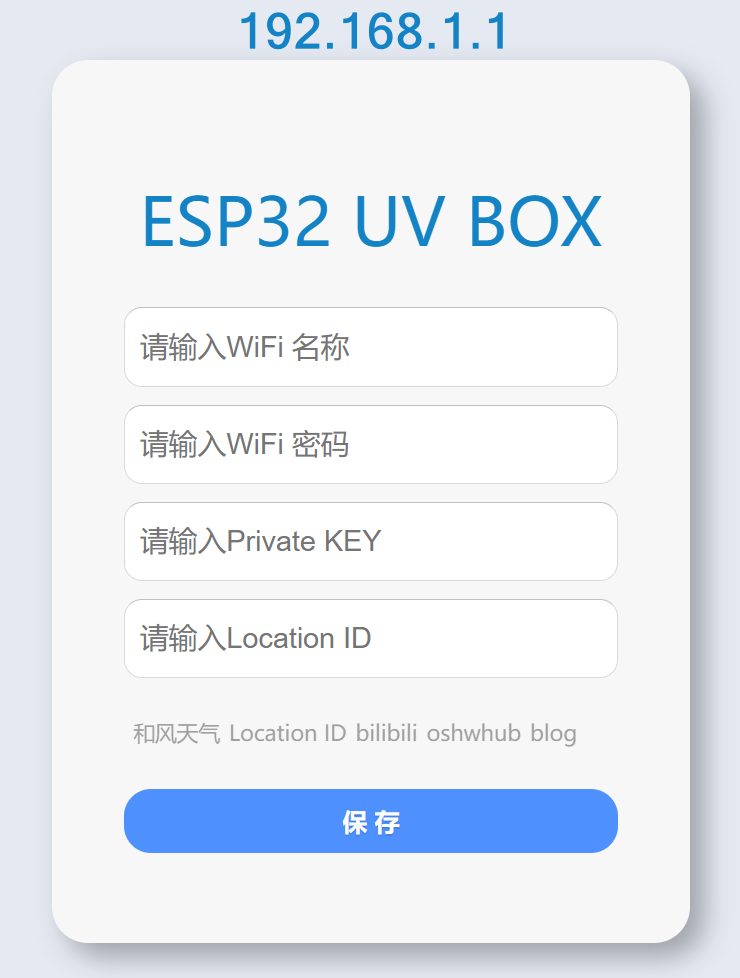 192.168.1.1
ESP32 UV BOX
请输入WiFi 名称
请输入WiFi 密码
请输入Private KEY
请输入Location ID
和风天气 Location ID bilibili oshwhub blog
保 存